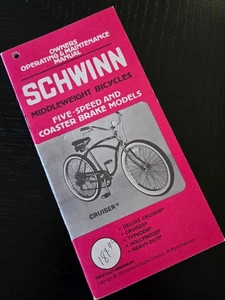 OWNERS
OPERATING & MAINTENANCE
MANUAL
SCHWINN
MIDDLEWEIGHT BICYCLES
FIVE-SPEED AND
COASTER BRAKE MODELS
CRUISER®
• DELUXE CRUISER®
• CRUISER®
• TYPHOON®
• HOLLYWOOD®
• HEAVY-DUTI®